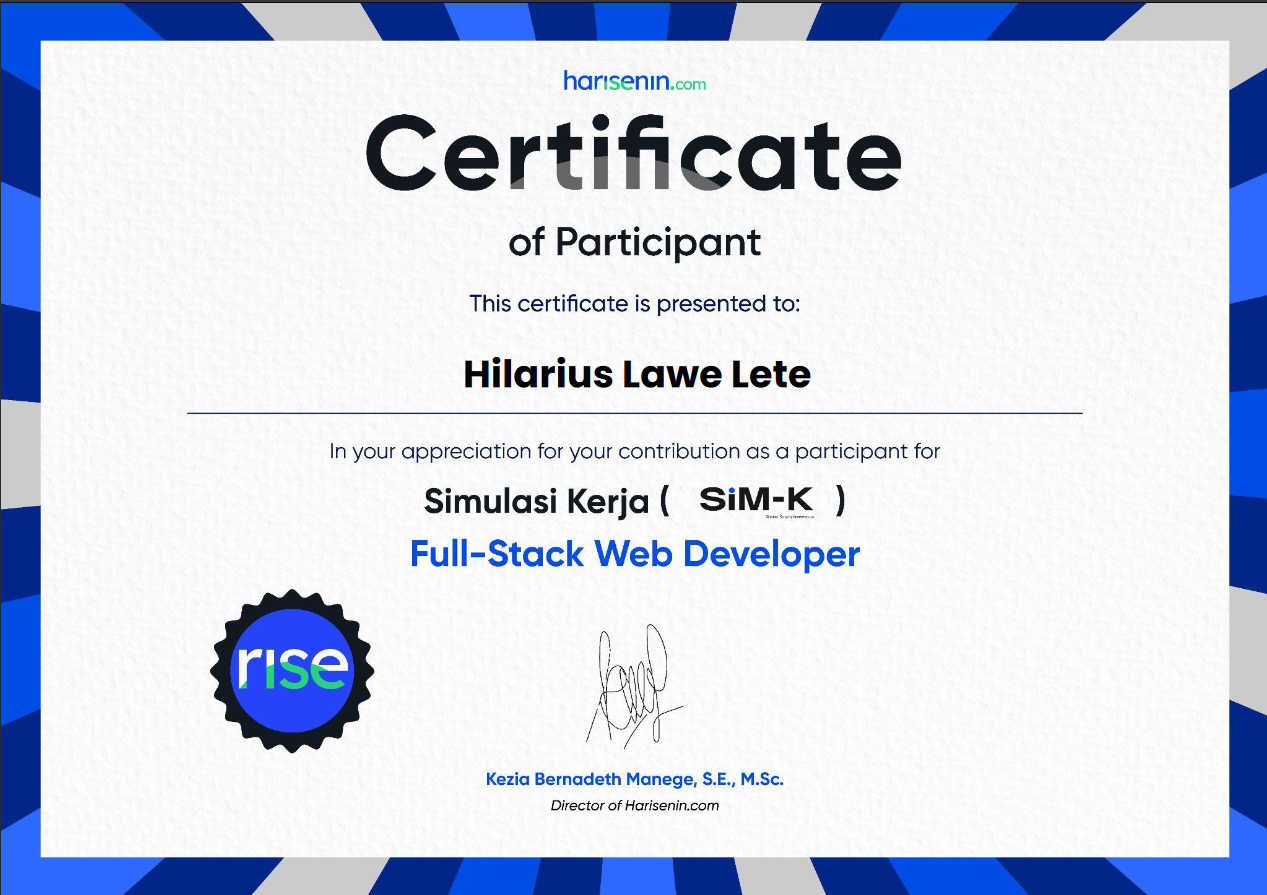 harisenin.com
Certificate
of Participant
This certificate is presented to:
Hilarius Lawe Lete
In your appreciation for your contribution as a participant for
Simulasi Kerja ( SiM-K )
Full-Stack Web Developer
rise
Kezia Bernadeth Manege, S.E., M.Sc.
Director of Harisenin.com